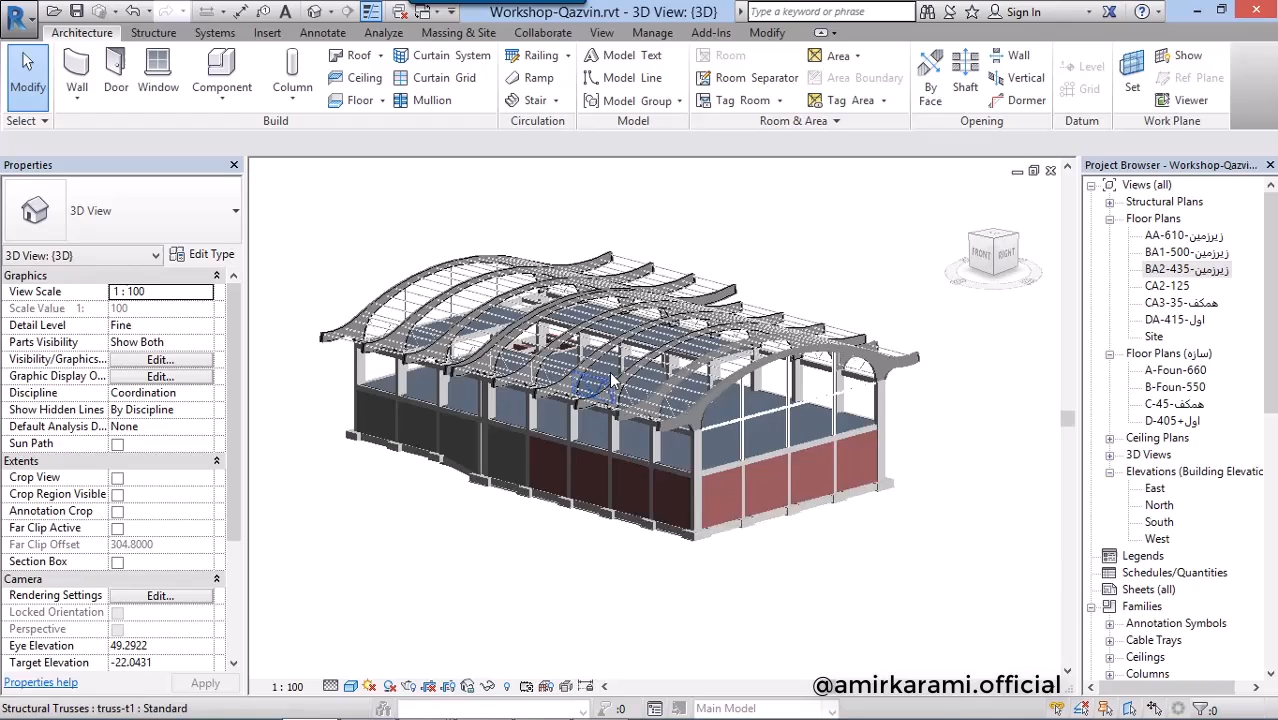 Workshop-Qazvin.rvt - 3D View: {3D}
Type a keyword or phrase
Sign In
Architecture Structure Systems Insert Annotate Analyze Massing & Site Collaborate View Manage Add-Ins Modify
Modify
Select
Wall
Door
Window
Component
Column
Roof
Ceiling
Floor
Curtain System
Curtain Grid
Mullion
Build
Railing
Ramp
Stair
Circulation
Model Text
Model Line
Model Group
Model
Room
Room Separator
Tag Room
Area
Area Boundary
Tag Area
Room & Area
By
Face
Shaft
Wall
Vertical
Dormer
Opening
Level
Grid
Datum
Set
Show
Ref Plane
Viewer
Work Plane
Properties
3D View
3D View: {3D}
Edit Type
Graphics
View Scale 1 : 100
Scale Value 1: 100
Detail Level Fine
Parts Visibility Show Both
Visibility/Graphics... Edit...
Graphic Display O... Edit...
Discipline Coordination
Show Hidden Lines By Discipline
Default Analysis D... None
Sun Path
Extents
Crop View
Crop Region Visible
Annotation Crop
Far Clip Active
Far Clip Offset 304.8000
Section Box
Camera
Rendering Settings Edit...
Locked Orientation
Perspective
Eye Elevation 49.2922
Target Elevation -22.0431
Properties help
Apply
FRONT RIGHT
Project Browser - Workshop-Qazvi...
Views (all)
Structural Plans
Floor Plans
AA-610-زیرزمین
BA1-500-زیرزمین
BA2-435-زیرزمین
CA2-125
CA3-35-همکف
DA-415-اول
Site
Floor Plans (سازه)
A-Foun-660
B-Foun-550
C-45-همکف
D-405+اول
Ceiling Plans
3D Views
Elevations (Building Elevatio
East
North
South
West
Legends
Schedules/Quantities
Sheets (all)
Families
Annotation Symbols
Cable Trays
Ceilings
Columns
1 : 100
@amirkarami.official
Structural Trusses : truss-t1 : Standard
:0
Main Model
:0